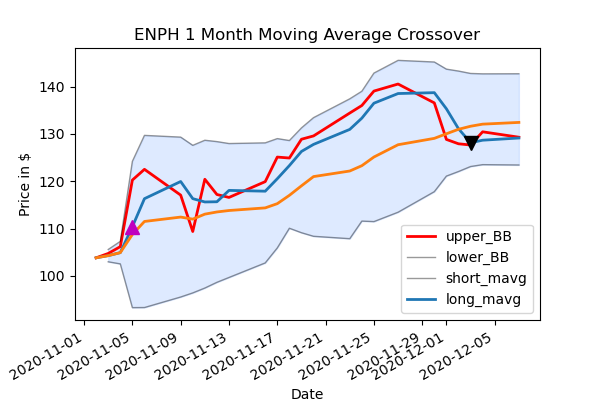 ENPH 1 Month Moving Average Crossover
Price in $
140
130
120
110
100
upper_BB
lower_BB
short_mavg
long_mavg
2020-11-01
2020-11-05
2020-11-09
2020-11-13
2020-11-17
2020-11-21
2020-11-25
2020-11-29
2020-12-01
2020-12-05
Date